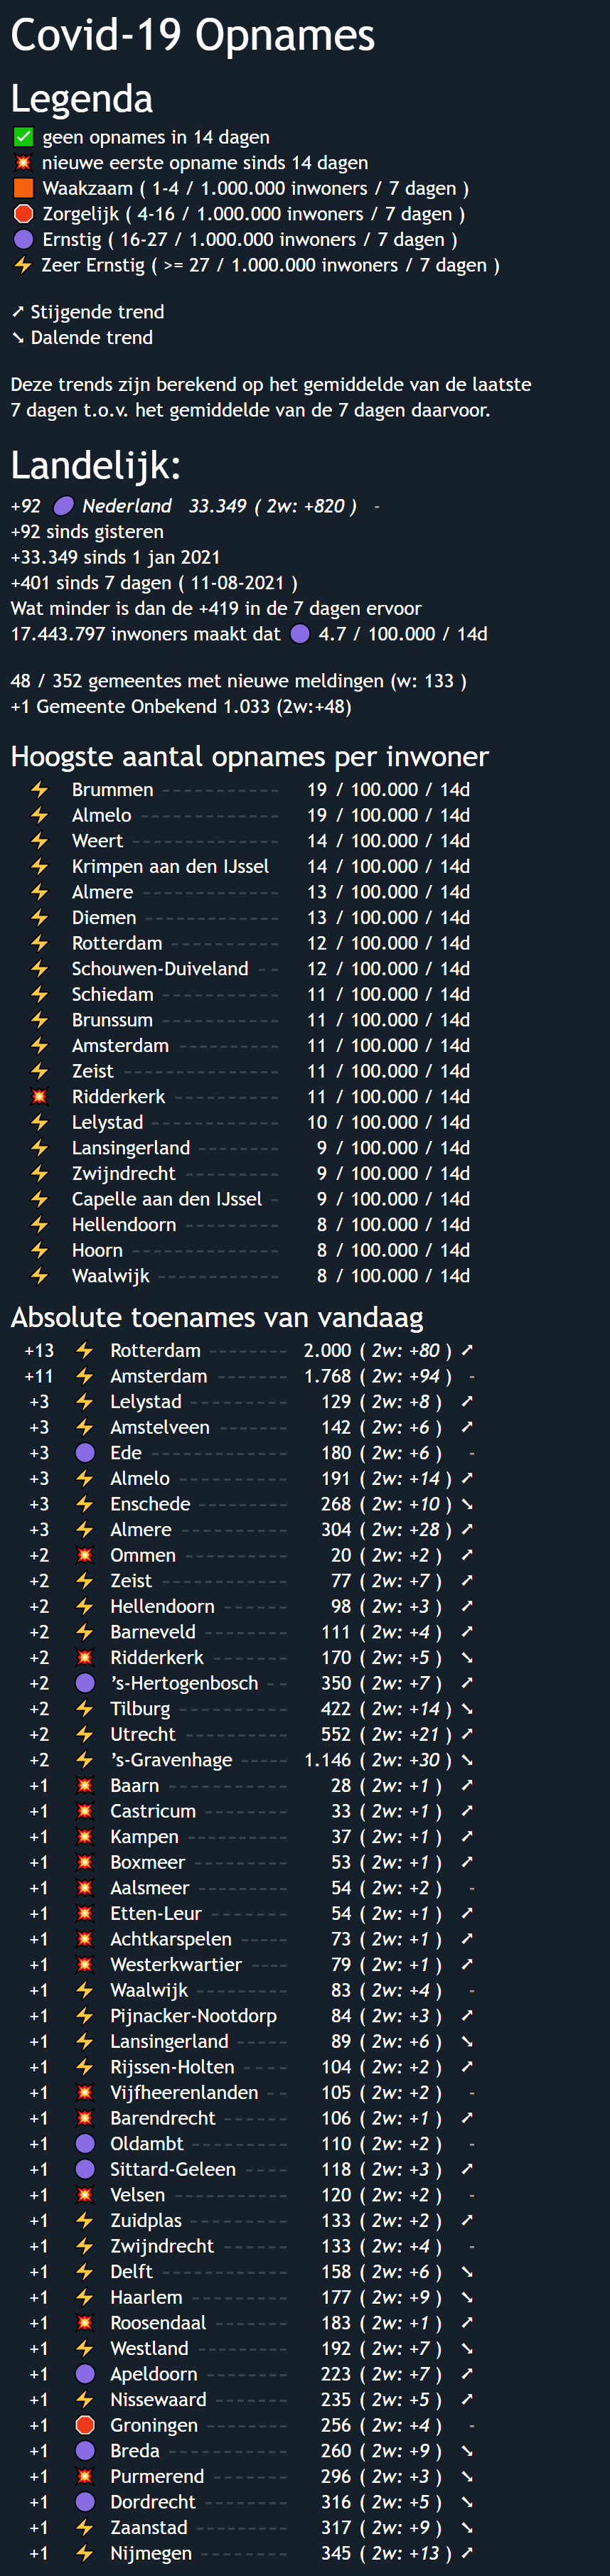 Covid-19 Opnames
Legenda
✅ geen opnames in 14 dagen
💥 nieuwe eerste opname sinds 14 dagen
🟧 Waakzaam ( 1-4 / 1.000.000 inwoners / 7 dagen )
🛑 Zorgelijk ( 4-16 / 1.000.000 inwoners / 7 dagen )
🟣 Ernstig ( 16-27 / 1.000.000 inwoners / 7 dagen )
⚡ Zeer Ernstig ( >= 27 / 1.000.000 inwoners / 7 dagen )
➚ Stijgende trend
➘ Dalende trend
Deze trends zijn berekend op het gemiddelde van de laatste
7 dagen t.o.v. het gemiddelde van de 7 dagen daarvoor.
Landelijk:
+92 🟣 Nederland 33.349 ( 2w: +820 ) -
+92 sinds gisteren
+33.349 sinds 1 jan 2021
+401 sinds 7 dagen ( 11-08-2021 )
Wat minder is dan de +419 in de 7 dagen ervoor
17.443.797 inwoners maakt dat 🟣 4.7 / 100.000 / 14d
48 / 352 gemeentes met nieuwe meldingen (w: 133 )
+1 Gemeente Onbekend 1.033 (2w:+48)
Hoogste aantal opnames per inwoner
⚡ Brummen ------------ 19 / 100.000 / 14d
⚡ Almelo -------------- 19 / 100.000 / 14d
⚡ Weert --------------- 14 / 100.000 / 14d
⚡ Krimpen aan den IJssel 14 / 100.000 / 14d
⚡ Almere -------------- 13 / 100.000 / 14d
⚡ Diemen -------------- 13 / 100.000 / 14d
⚡ Rotterdam ----------- 12 / 100.000 / 14d
⚡ Schouwen-Duiveland -- 12 / 100.000 / 14d
⚡ Schiedam ------------ 11 / 100.000 / 14d
⚡ Brunssum ------------ 11 / 100.000 / 14d
⚡ Amsterdam ---------- 11 / 100.000 / 14d
⚡ Zeist ---------------- 11 / 100.000 / 14d
💥 Ridderkerk ----------- 11 / 100.000 / 14d
⚡ Lelystad ------------- 10 / 100.000 / 14d
⚡ Lansingerland -------- 9 / 100.000 / 14d
⚡ Zwijndrecht ---------- 9 / 100.000 / 14d
⚡ Capelle aan den IJssel - 9 / 100.000 / 14d
⚡ Hellendoorn ---------- 8 / 100.000 / 14d
⚡ Hoorn --------------- 8 / 100.000 / 14d
⚡ Waalwijk ------------ 8 / 100.000 / 14d
Absolute toenames van vandaag
+13 ⚡ Rotterdam -------- 2.000 ( 2w: +80 ) ➚
+11 ⚡ Amsterdam ------- 1.768 ( 2w: +94 ) -
+3 ⚡ Lelystad ---------- 129 ( 2w: +8 ) ➚
+3 ⚡ Amstelveen ------- 142 ( 2w: +6 ) ➚
+3 🟣 Ede -------------- 180 ( 2w: +6 ) -
+3 ⚡ Almelo ----------- 191 ( 2w: +14 ) ➚
+3 ⚡ Enschede --------- 268 ( 2w: +10 ) ➘
+3 ⚡ Almere ----------- 304 ( 2w: +28 ) ➚
+2 💥 Ommen ---------- 20 ( 2w: +2 ) ➚
+2 ⚡ Zeist ------------- 77 ( 2w: +7 ) ➚
+2 ⚡ Hellendoorn ------- 98 ( 2w: +3 ) ➚
+2 ⚡ Barneveld -------- 111 ( 2w: +4 ) ➚
+2 💥 Ridderkerk -------- 170 ( 2w: +5 ) ➘
+2 🟣 's-Hertogenbosch -- 350 ( 2w: +7 ) ➚
+2 ⚡ Tilburg ----------- 422 ( 2w: +14 ) ➘
+2 ⚡ Utrecht ---------- 552 ( 2w: +21 ) ➚
+2 ⚡ 's-Gravenhage ----- 1.146 ( 2w: +30 ) ➘
+1 💥 Baarn ------------ 28 ( 2w: +1 ) ➚
+1 💥 Castricum -------- 33 ( 2w: +1 ) ➚
+1 💥 Kampen ---------- 37 ( 2w: +1 ) ➚
+1 💥 Boxmeer --------- 53 ( 2w: +1 ) ➚
+1 💥 Aalsmeer --------- 54 ( 2w: +2 ) -
+1 💥 Etten-Leur -------- 54 ( 2w: +1 ) ➚
+1 💥 Achtkarspelen ----- 73 ( 2w: +1 ) ➚
+1 💥 Westerkwartier ---- 79 ( 2w: +1 ) ➚
+1 ⚡ Waalwijk --------- 83 ( 2w: +4 ) -
+1 ⚡ Pijnacker-Nootdorp 84 ( 2w: +3 ) ➚
+1 ⚡ Lansingerland ----- 89 ( 2w: +6 ) ➘
+1 ⚡ Rijssen-Holten ---- 104 ( 2w: +2 ) ➚
+1 💥 Vijfheerenlanden -- 105 ( 2w: +2 ) -
+1 💥 Barendrecht ------- 106 ( 2w: +1 ) ➚
+1 🟣 Oldambt ---------- 110 ( 2w: +2 ) -
+1 🟣 Sittard-Geleen ----- 118 ( 2w: +3 ) ➚
+1 💥 Velsen ----------- 120 ( 2w: +2 ) -
+1 ⚡ Zuidplas ---------- 133 ( 2w: +2 ) ➚
+1 ⚡ Zwijndrecht ------- 133 ( 2w: +4 ) -
+1 ⚡ Delft ------------- 158 ( 2w: +6 ) ➘
+1 ⚡ Haarlem ---------- 177 ( 2w: +9 ) ➘
+1 💥 Roosendaal -------- 183 ( 2w: +1 ) ➚
+1 ⚡ Westland --------- 192 ( 2w: +7 ) ➘
+1 🟣 Apeldoorn -------- 223 ( 2w: +7 ) ➚
+1 ⚡ Nissewaard -------- 235 ( 2w: +5 ) ➚
+1 🛑 Groningen -------- 256 ( 2w: +4 ) -
+1 🟣 Breda ------------ 260 ( 2w: +9 ) ➘
+1 💥 Purmerend -------- 296 ( 2w: +3 ) ➘
+1 🟣 Dordrecht -------- 316 ( 2w: +5 ) ➘
+1 ⚡ Zaanstad --------- 317 ( 2w: +9 ) ➘
+1 ⚡ Nijmegen --------- 345 ( 2w: +13 ) ➚